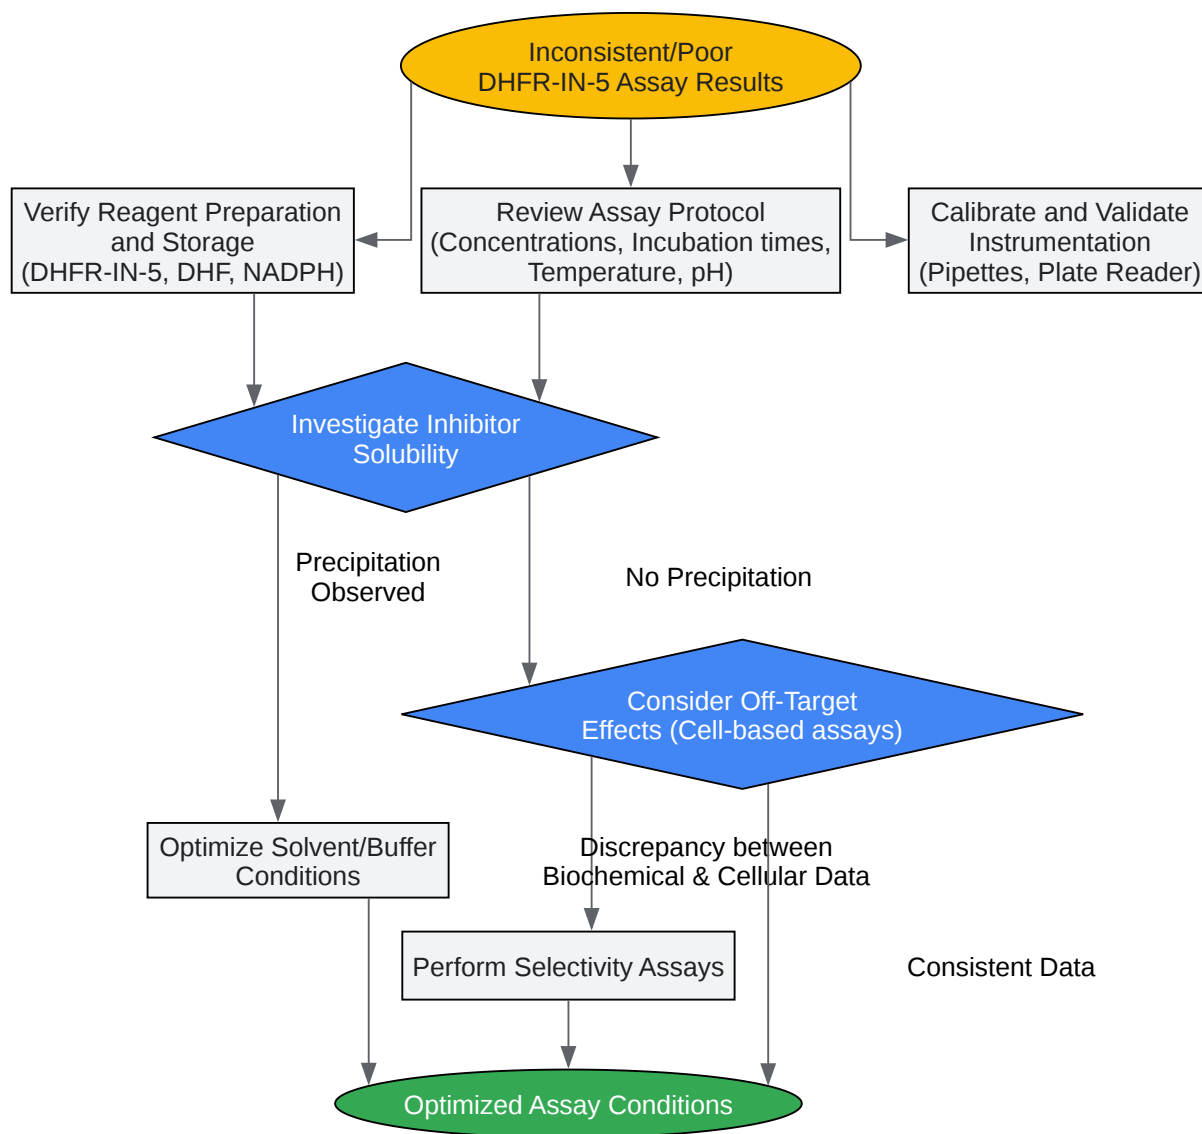 Inconsistent/Poor
DHFR-IN-5 Assay Results
Verify Reagent Preparation
and Storage
(DHFR-IN-5, DHF, NADPH)
Review Assay Protocol
(Concentrations, Incubation times,
Temperature, pH)
Calibrate and Validate
Instrumentation
(Pipettes, Plate Reader)
Investigate Inhibitor
Solubility
Precipitation
Observed
No Precipitation
Consider Off-Target
Effects (Cell-based assays)
Optimize Solvent/Buffer
Conditions
Discrepancy between
Biochemical & Cellular Data
Perform Selectivity Assays
Consistent Data
Optimized Assay Conditions